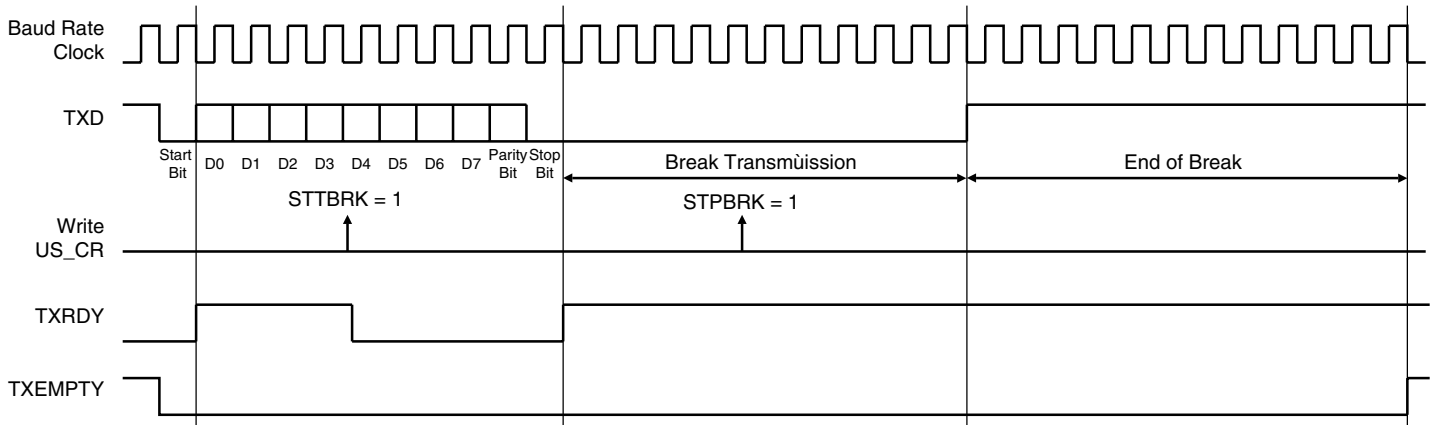 Baud Rate
Clock
TXD
Start
Bit
D0 D1 D2 D3 D4 D5 D6 D7
Parity
Bit
Stop
Bit
Break Transmùission
End of Break
STTBRK = 1
STPBRK = 1
Write
US_CR
TXRDY
TXEMPTY